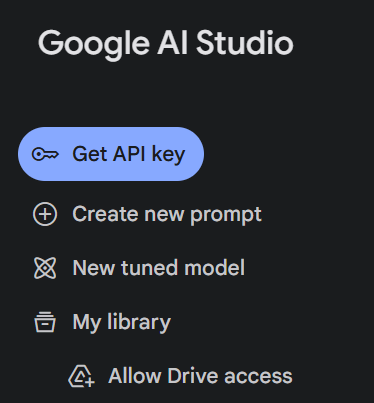 Google AI Studio
Get API key
Create new prompt
New tuned model
My library
Allow Drive access